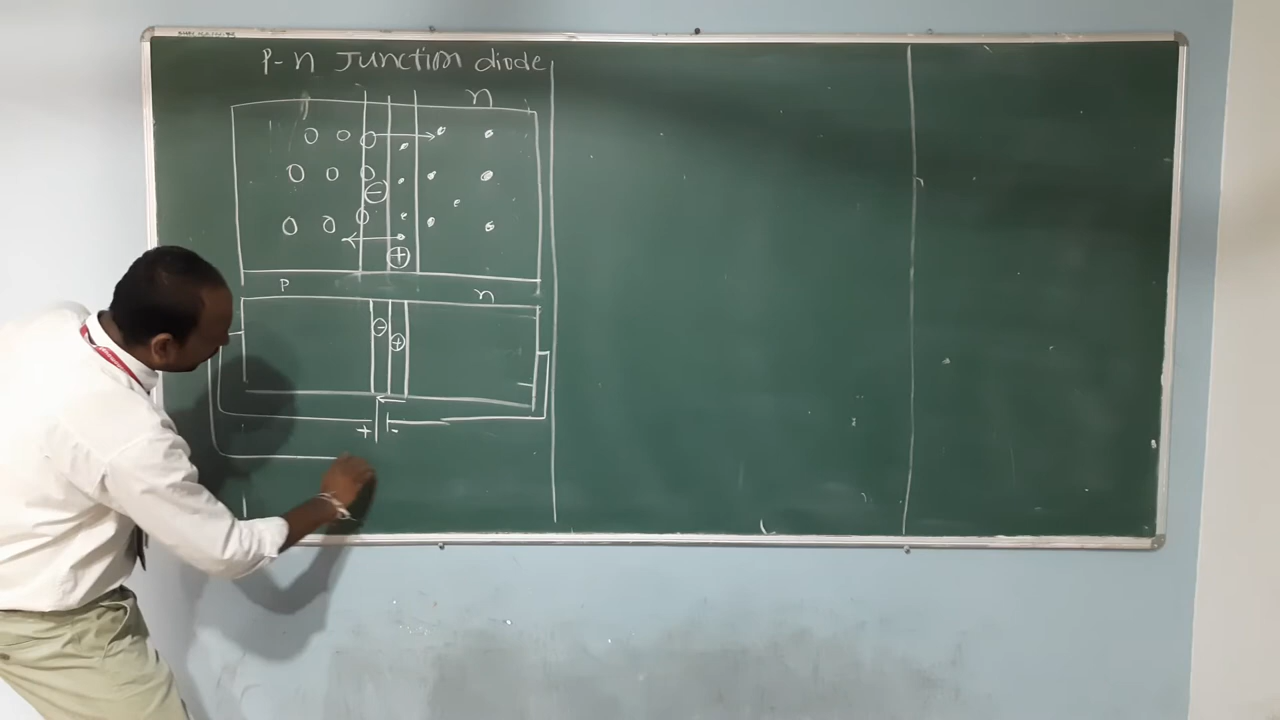 P-n Junction diode
n
⊖
⊕
P n
⊖ ⊕
+ -